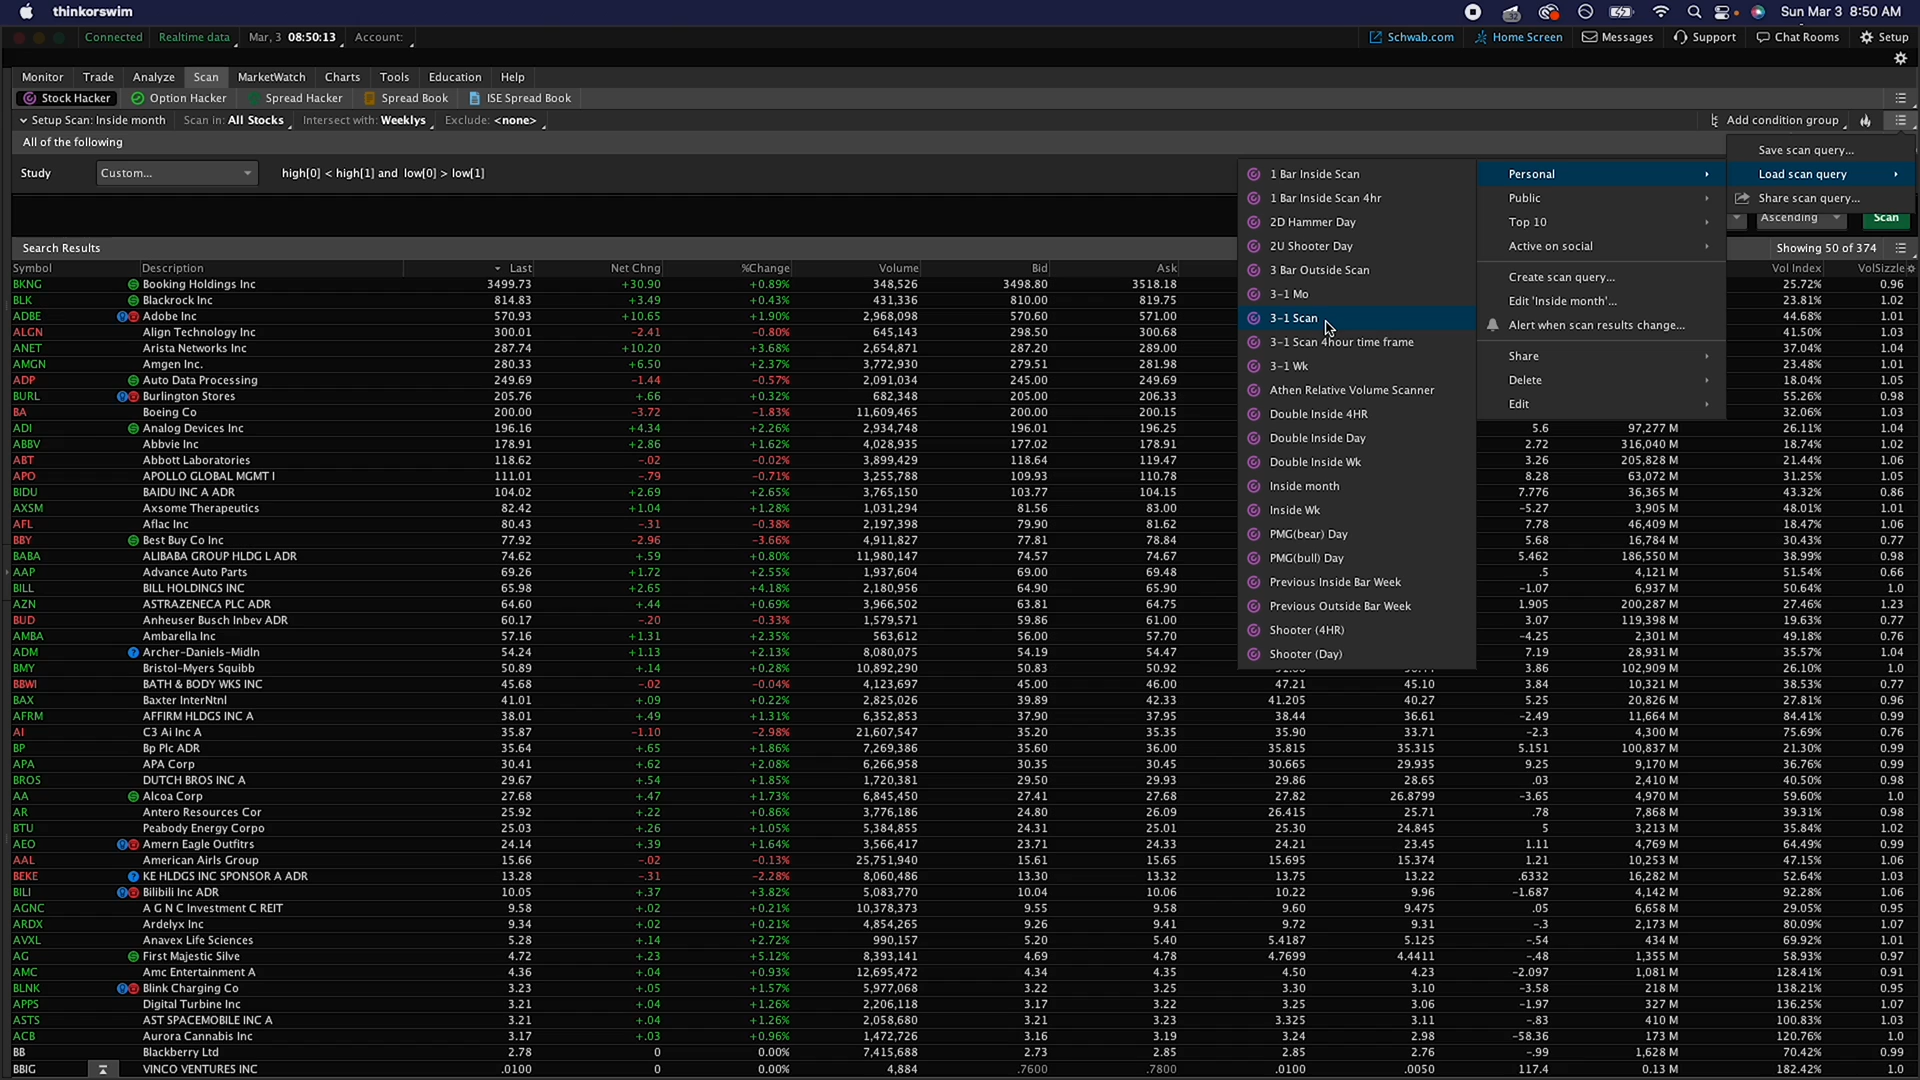 thinkorswim Sun Mar 3 8:50 AM
Connected Realtime data Mar, 3 08:50:13 Account: Schwab.com Home Screen Messages Support Chat Rooms Setup
Monitor Trade Analyze Scan MarketWatch Charts Tools Education Help
Stock Hacker Option Hacker Spread Hacker Spread Book ISE Spread Book
Setup Scan: Inside month Scan in: All Stocks Intersect with: Weeklys Exclude: <none> Add condition group
All of the following
Study Custom... high[0] < high[1] and low[0] > low[1]
Save scan query...
Load scan query
Share scan query...
Ascending Scan
Personal
Public
Top 10
Active on social
Create scan query...
Edit 'Inside month'...
Alert when scan results change...
Share
Delete
Edit
1 Bar Inside Scan
1 Bar Inside Scan 4hr
2D Hammer Day
2U Shooter Day
3 Bar Outside Scan
3-1 Mo
3-1 Scan
3-1 Scan 4hour time frame
3-1 Wk
Athen Relative Volume Scanner
Double Inside 4HR
Double Inside Day
Double Inside Wk
Inside month
Inside Wk
PMG(bear) Day
PMG(bull) Day
Previous Inside Bar Week
Previous Outside Bar Week
Shooter (4HR)
Shooter (Day)
Search Results Showing 50 of 374
Symbol Description Last Net Chng %Change Volume Bid Ask Vol Index VolSizzle
BKNG Booking Holdings Inc 3499.73 +30.90 +0.89% 348,526 3498.80 3518.18 25.72% 0.96
BLK Blackrock Inc 814.83 +3.49 +0.43% 431,336 810.00 819.75 23.81% 1.02
ADBE Adobe Inc 570.93 +10.65 +1.90% 2,968,098 570.60 571.00 44.68% 1.01
ALGN Align Technology Inc 300.01 -2.41 -0.80% 645,143 298.50 300.68 41.50% 1.03
ANET Arista Networks Inc 287.74 +10.20 +3.68% 2,654,871 287.20 289.00 37.04% 1.04
AMGN Amgen Inc. 280.33 +6.50 +2.37% 3,772,930 279.51 281.98 23.48% 1.01
ADP Auto Data Processing 249.69 -1.44 -0.57% 2,091,034 245.00 249.69 18.04% 1.05
BURL Burlington Stores 205.76 +.66 +0.32% 682,348 205.00 206.33 55.26% 0.98
BA Boeing Co 200.00 -3.72 -1.83% 11,609,465 200.00 200.15 32.06% 1.03
ADI Analog Devices Inc 196.16 +4.34 +2.26% 2,934,748 196.01 196.25 5.6 97,277 M 26.11% 1.04
ABBV Abbvie Inc 178.91 +2.86 +1.62% 4,028,935 177.02 178.91 2.72 316,040 M 18.74% 1.02
ABT Abbott Laboratories 118.62 -.02 -0.02% 3,899,429 118.64 119.47 3.26 205,828 M 21.44% 1.06
APO APOLLO GLOBAL MGMT I 111.01 -.79 -0.71% 3,255,788 109.93 110.78 8.28 63,072 M 31.25% 1.05
BIDU BAIDU INC A ADR 104.02 +2.69 +2.65% 3,765,150 103.77 104.15 7.776 36,365 M 43.32% 0.86
AXSM Axsome Therapeutics 82.42 +1.04 +1.28% 1,031,294 81.56 83.00 -5.27 3,905 M 48.01% 1.01
AFL Aflac Inc 80.43 -.31 -0.38% 2,197,398 79.90 81.62 7.78 46,409 M 18.47% 1.06
BBY Best Buy Co Inc 77.92 -2.96 -3.66% 4,911,827 77.81 78.84 5.68 16,784 M 30.43% 0.77
BABA ALIBABA GROUP HLDG L ADR 74.62 +.59 +0.80% 11,980,147 74.57 74.67 5.462 186,550 M 38.99% 0.98
AAP Advance Auto Parts 69.26 +1.72 +2.55% 1,937,604 69.00 69.48 .5 4,121 M 51.54% 0.66
BILL BILL HOLDINGS INC 65.98 +2.65 +4.18% 2,180,956 64.90 65.90 -1.07 6,937 M 50.64% 1.0
AZN ASTRAZENECA PLC ADR 64.60 +.44 +0.69% 3,966,502 63.81 64.75 1.905 200,287 M 27.46% 1.23
BUD Anheuser Busch Inbev ADR 60.17 -.20 -0.33% 1,579,571 59.86 61.00 3.07 119,398 M 19.63% 0.77
AMBA Ambarella Inc 57.16 +1.31 +2.35% 563,612 56.00 57.70 -4.25 2,301 M 49.18% 0.76
ADM Archer-Daniels-Midln 54.24 +1.13 +2.13% 8,080,075 54.19 54.47 7.19 28,931 M 35.57% 1.04
BMY Bristol-Myers Squibb 50.89 +.14 +0.28% 10,892,290 50.83 50.92 3.86 102,909 M 26.10% 1.0
BBWI BATH & BODY WKS INC 45.68 -.02 -0.04% 4,123,697 45.00 46.00 47.21 45.10 3.84 10,321 M 38.53% 0.77
BAX Baxter InterNtnl 41.01 +.09 +0.22% 2,825,026 39.89 42.33 41.205 40.27 5.25 20,826 M 27.81% 0.96
AFRM AFFIRM HLDGS INC A 38.01 +.49 +1.31% 6,352,853 37.90 37.95 38.44 36.61 -2.49 11,664 M 84.41% 0.99
AI C3 Ai Inc A 35.87 -1.10 -2.98% 21,607,547 35.20 35.35 35.90 33.71 -2.3 4,300 M 75.69% 0.76
BP Bp Plc ADR 35.64 +.65 +1.86% 7,269,386 35.60 36.00 35.815 35.315 5.151 100,837 M 21.30% 0.99
APA APA Corp 30.41 +.62 +2.08% 6,266,958 30.35 30.45 30.665 29.935 9.25 9,170 M 36.76% 0.99
BROS DUTCH BROS INC A 29.67 +.54 +1.85% 1,720,381 29.50 29.93 29.86 28.65 .03 2,410 M 40.50% 0.98
AA Alcoa Corp 27.68 +.47 +1.73% 6,845,450 27.41 27.68 27.82 26.8799 -3.65 4,970 M 59.60% 1.0
AR Antero Resources Cor 25.92 +.22 +0.86% 3,776,186 24.80 26.09 26.415 25.71 .78 7,868 M 39.31% 0.98
BTU Peabody Energy Corpo 25.03 +.26 +1.05% 5,384,855 24.31 25.01 25.30 24.845 5 3,213 M 35.84% 1.02
AEO Amern Eagle Outfitrs 24.14 +.39 +1.64% 3,566,417 23.71 24.33 24.21 23.45 1.11 4,769 M 64.49% 0.99
AAL American Airls Group 15.66 -.02 -0.13% 25,751,940 15.61 15.65 15.695 15.374 1.21 10,253 M 47.15% 1.06
BEKE KE HLDGS INC SPONSOR A ADR 13.28 -.31 -2.28% 8,060,486 13.30 13.32 13.75 13.22 .6332 16,282 M 52.64% 1.03
BILI Bilibili Inc ADR 10.05 +.37 +3.82% 5,083,770 10.04 10.06 10.22 9.96 -1.687 4,142 M 92.28% 1.06
AGNC A G N C Investment C REIT 9.58 +.02 +0.21% 10,378,373 9.55 9.58 9.60 9.475 .05 6,658 M 29.05% 0.95
ARDX Ardelyx Inc 9.34 +.02 +0.21% 4,854,265 9.26 9.41 9.72 9.31 -.3 2,173 M 80.09% 1.07
AVXL Anavex Life Sciences 5.28 +.14 +2.72% 990,157 5.20 5.40 5.4187 5.125 -.54 434 M 69.92% 1.01
AG First Majestic Silve 4.72 +.23 +5.12% 8,393,141 4.69 4.78 4.7699 4.4411 -.48 1,355 M 58.93% 0.97
AMC Amc Entertainment A 4.36 +.04 +0.93% 12,695,472 4.34 4.35 4.50 4.23 -2.097 1,081 M 128.41% 0.91
BLNK Blink Charging Co 3.23 +.05 +1.57% 5,977,068 3.22 3.25 3.30 3.10 -3.58 218 M 138.21% 0.95
APPS Digital Turbine Inc 3.21 +.04 +1.26% 2,206,118 3.17 3.22 3.25 3.06 -1.97 327 M 136.25% 1.07
ASTS AST SPACEMOBILE INC A 3.21 +.04 +1.26% 2,058,680 3.21 3.23 3.325 3.11 -.83 410 M 100.83% 1.03
ACB Aurora Cannabis Inc 3.17 +.03 +0.96% 1,472,726 3.16 3.19 3.24 2.98 -58.36 173 M 120.76% 1.0
BB Blackberry Ltd 2.78 0 0.00% 7,415,688 2.73 2.85 2.85 2.76 -.99 1,628 M 70.42% 0.99
BBIG VINCO VENTURES INC .0100 0 0.00% 4,884 .7600 .7800 .0100 .0050 117.4 0.13 M 182.42% 1.0